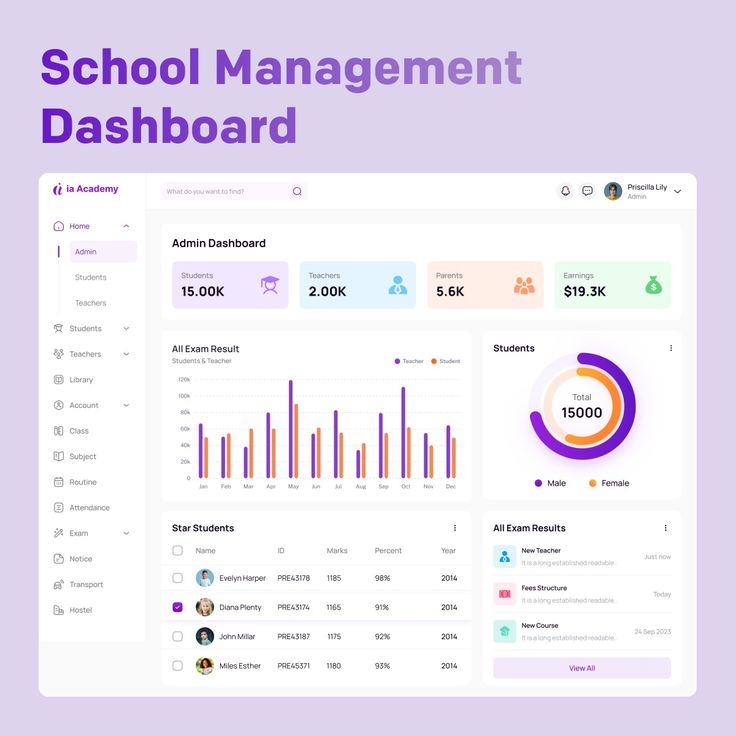 School Management
Dashboard
ia Academy
What do you want to find?
Priscilla Lily
Admin
Home
Admin
Students
Teachers
Students
Teachers
Library
Account
Class
Subject
Routine
Attendance
Exam
Notice
Transport
Hostel
Admin Dashboard
Students
15.00K
Teachers
2.00K
Parents
5.6K
Earnings
$19.3K
All Exam Result
Students & Teacher
Teacher Student
120k
100k
80k
60k
40k
20k
0
Jan Feb Mar Apr May Jun Jul Aug Sep Oct Nov Dec
Students
Total
15000
Male Female
Star Students
Name ID Marks Percent Year
Evelyn Harper PRE43178 1185 98% 2014
Diana Plenty PRE43174 1165 91% 2014
John Millar PRE43187 1175 92% 2014
Miles Esther PRE45371 1180 93% 2014
All Exam Results
New Teacher
It is a long established readable..
Just now
Fees Structure
It is a long established readable..
Today
New Course
It is a long established readable..
24 Sep 2023
View All